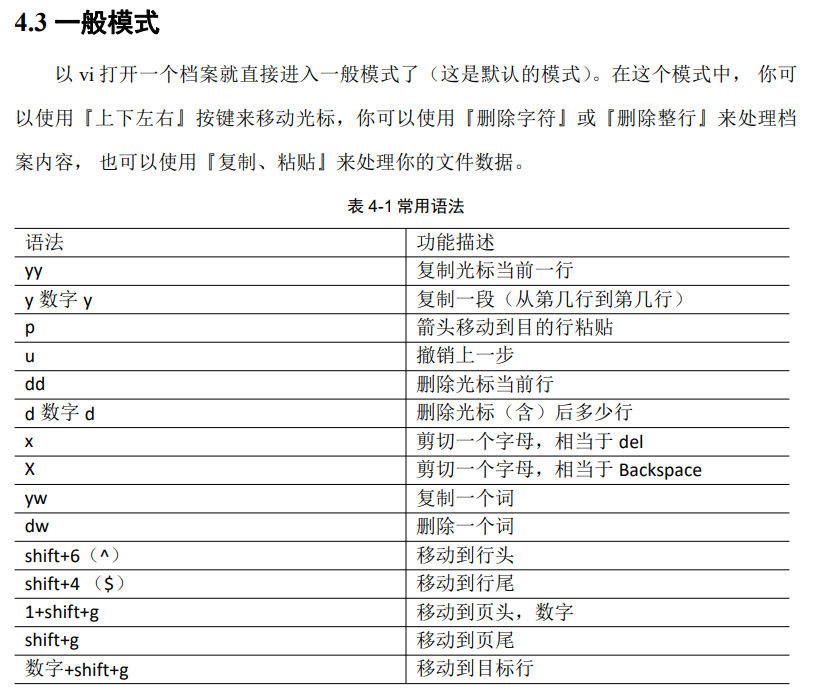 4.3 一般模式
以 vi 打开一个档案就直接进入一般模式了（这是默认的模式）。在这个模式中， 你可
以使用『上下左右』按键来移动光标，你可以使用『删除字符』或『删除整行』来处理档
案内容， 也可以使用『复制、粘贴』来处理你的文件数据。
表 4-1 常用语法
语法 功能描述
yy 复制光标当前一行
y 数字 y 复制一段（从第几行到第几行）
p 箭头移动到目的行粘贴
u 撤销上一步
dd 删除光标当前行
d 数字 d 删除光标（含）后多少行
x 剪切一个字母，相当于 del
X 剪切一个字母，相当于 Backspace
yw 复制一个词
dw 删除一个词
shift+6（^） 移动到行头
shift+4 （$） 移动到行尾
1+shift+g 移动到页头，数字
shift+g 移动到页尾
数字+shift+g 移动到目标行